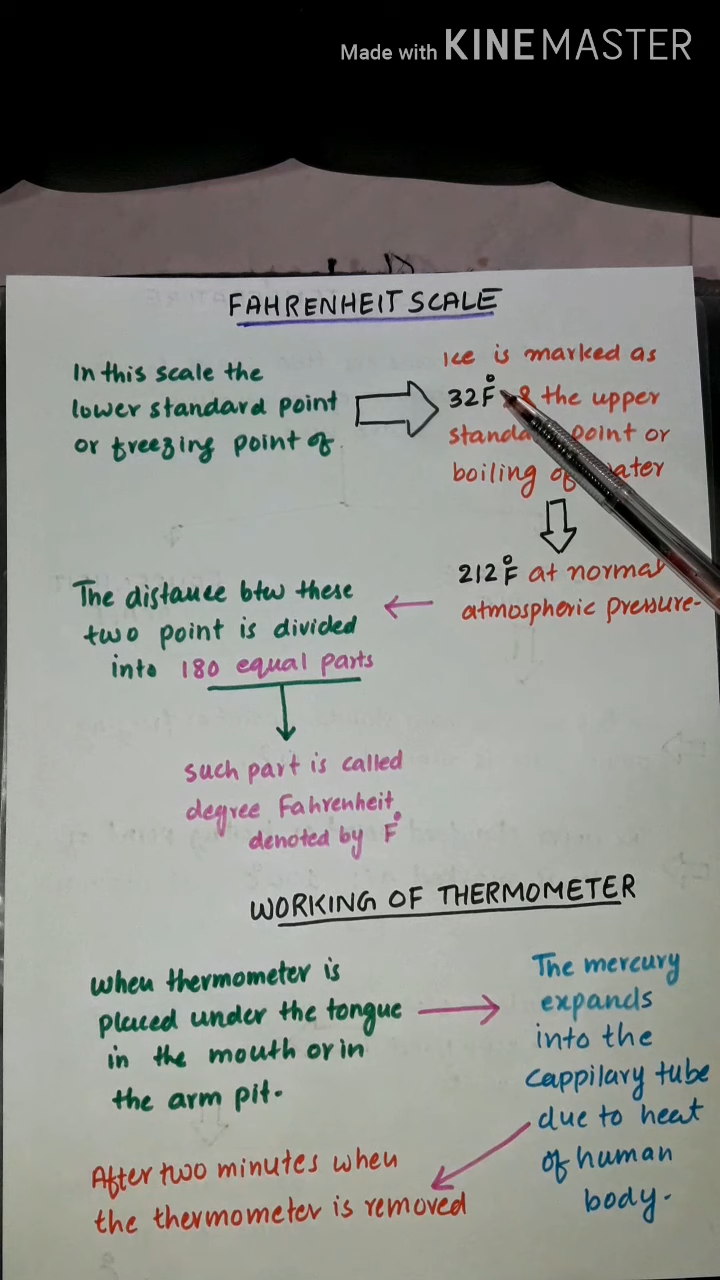 Made with KINEMASTER
FAHRENHEIT SCALE
In this scale the
lower standard point
or freezing point of
Ice is marked as
32°F & the upper
standa point or
boiling of ater
212°F at normal
atmospheric pressure-
The distance btw these
two point is divided
into 180 equal parts
such part is called
degree Fahrenheit
denoted by °F
WORKING OF THERMOMETER
When thermometer is
placed under the tongue
in the mouth or in
the arm pit.
The mercury
expands
into the
cappilary tube
due to heat
of human
body.
After two minutes when
the thermometer is removed